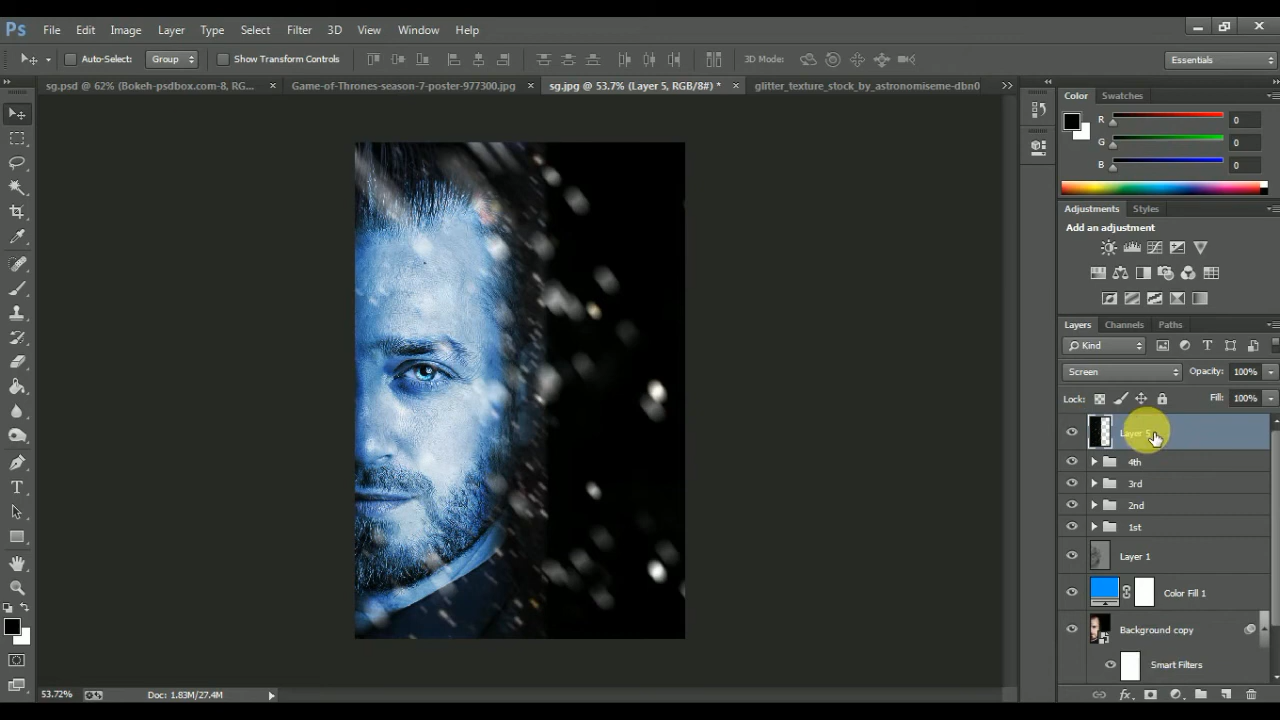 Ps File Edit Image Layer Type Select Filter 3D View Window Help
Auto-Select: Group Show Transform Controls 3D Mode: Essentials
sg.psd @ 62% (Bokeh-psdbox.com-8, RG... × Game-of-Thrones-season-7-poster-977300.jpg × sg.jpg @ 53.7% (Layer 5, RGB/8#) * × glitter_texture_stock_by_astronomiseme-dbn0
Color Swatches
R 0
G 0
B 0
Adjustments Styles
Add an adjustment
Layers Channels Paths
Kind
Screen Opacity: 100%
Lock: Fill: 100%
Layer 5
4th
3rd
2nd
1st
Layer 1
Color Fill 1
Background copy
Smart Filters
53.72% Doc: 1.83M/27.4M